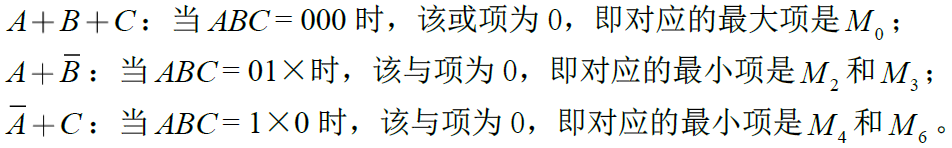 A+B+C：当 ABC=000 时，该或项为 0，即对应的最大项是 M₀；
A+B̅：当 ABC=01×时，该与项为 0，即对应的最小项是 M₂ 和 M₃；
A̅+C：当 ABC=1×0 时，该与项为 0，即对应的最小项是 M₄ 和 M₆。